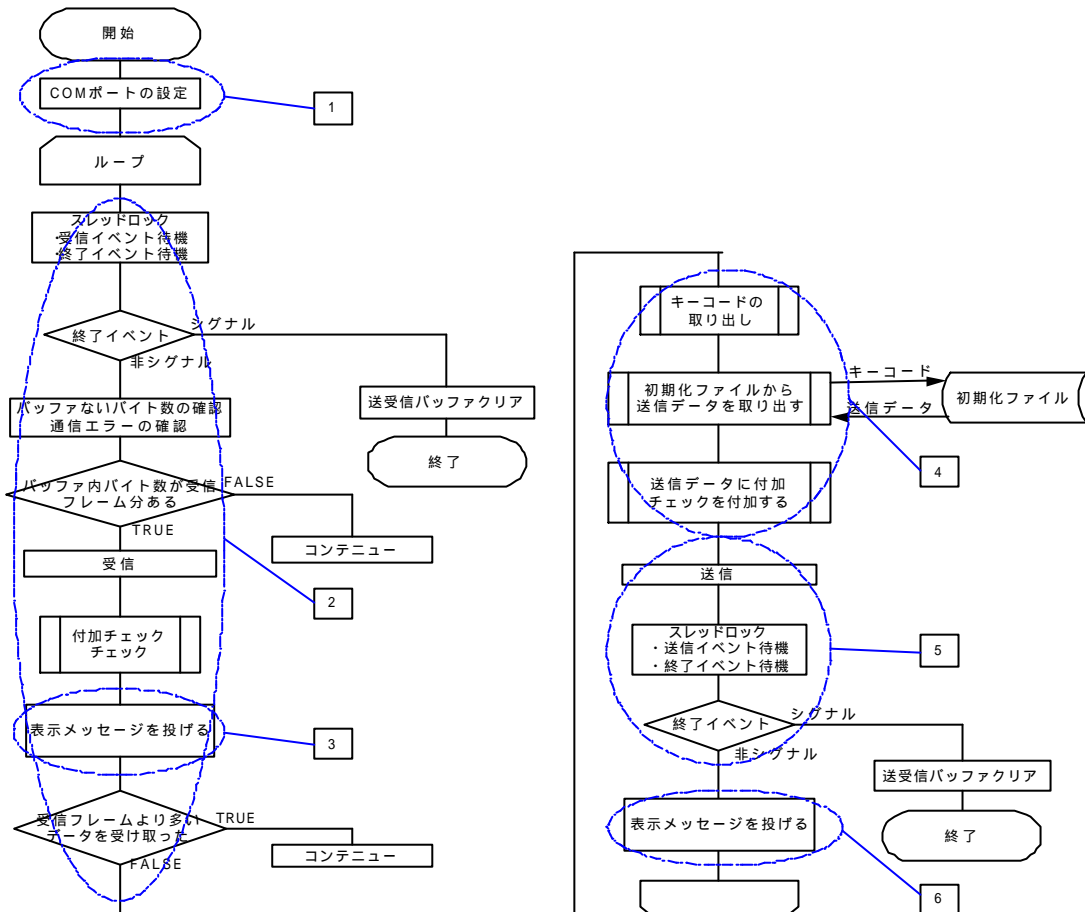 開始
COMポートの設定
1
ループ
スレッドロック
・受信イベント待機
・終了イベント待機
終了イベント
シグナル
非シグナル
送受信バッファクリア
終了
バッファないバイト数の確認
通信エラーの確認
バッファ内バイト数が受信
フレーム分ある
FALSE
TRUE
コンテニュー
受信
2
付加チェック
チェック
表示メッセージを投げる
3
受信フレームより多い
データを受け取った
TRUE
FALSE
コンテニュー
キーコードの
取り出し
初期化ファイルから
送信データを取り出す
キーコード
送信データ
初期化ファイル
4
送信データに付加
チェックを付加する
送信
スレッドロック
・送信イベント待機
・終了イベント待機
5
終了イベント
シグナル
非シグナル
送受信バッファクリア
終了
表示メッセージを投げる
6